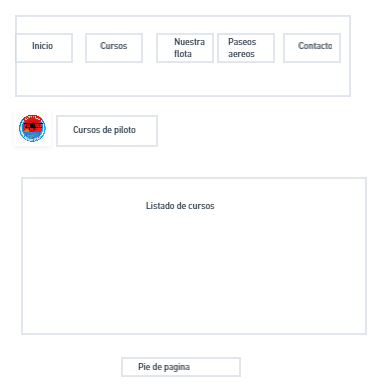 Inicio
Cursos
Nuestra
flota
Paseos
aereos
Contacto
Cursos de piloto
Listado de cursos
Pie de pagina